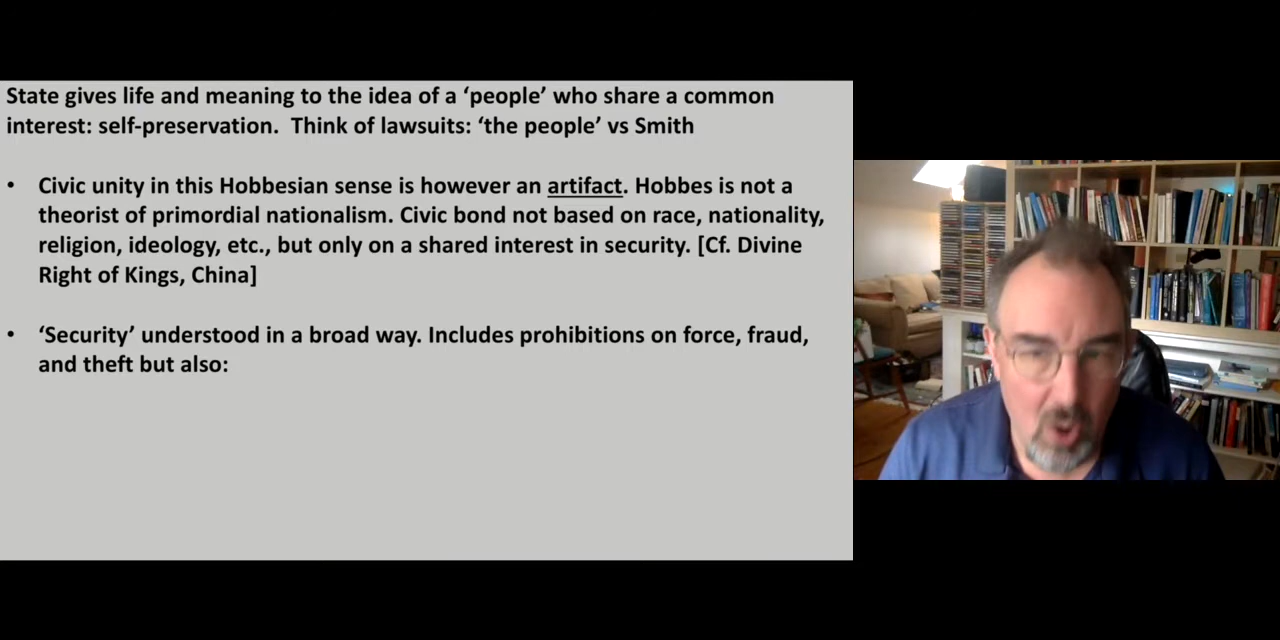 State gives life and meaning to the idea of a ‘people’ who share a common
interest: self-preservation.  Think of lawsuits: ‘the people’ vs Smith
• Civic unity in this Hobbesian sense is however an artifact. Hobbes is not a
theorist of primordial nationalism. Civic bond not based on race, nationality,
religion, ideology, etc., but only on a shared interest in security. [Cf. Divine
Right of Kings, China]
• ‘Security’ understood in a broad way. Includes prohibitions on force, fraud,
and theft but also: